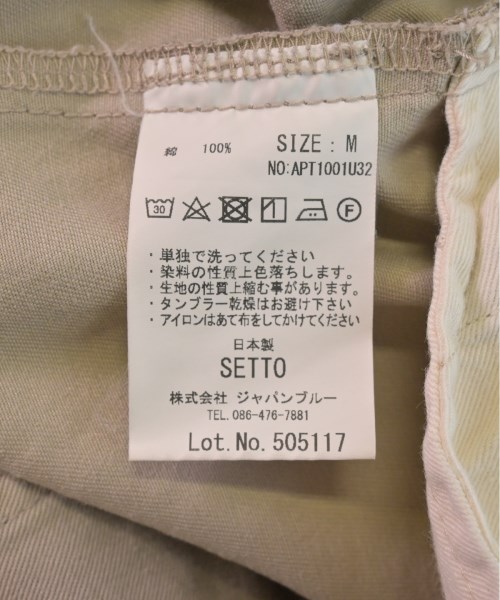 綿 100% SIZE : M
NO:APT1001U32
30 F
・単独で洗ってください
・染料の性質上色落ちします。
・生地の性質上縮む事があります。
・タンブラー乾燥はお避け下さい
・アイロンはあて布をしてかけてください
日本製
SETTO
株式会社 ジャパンブルー
TEL. 086-476-7881
Lot.No. 505117